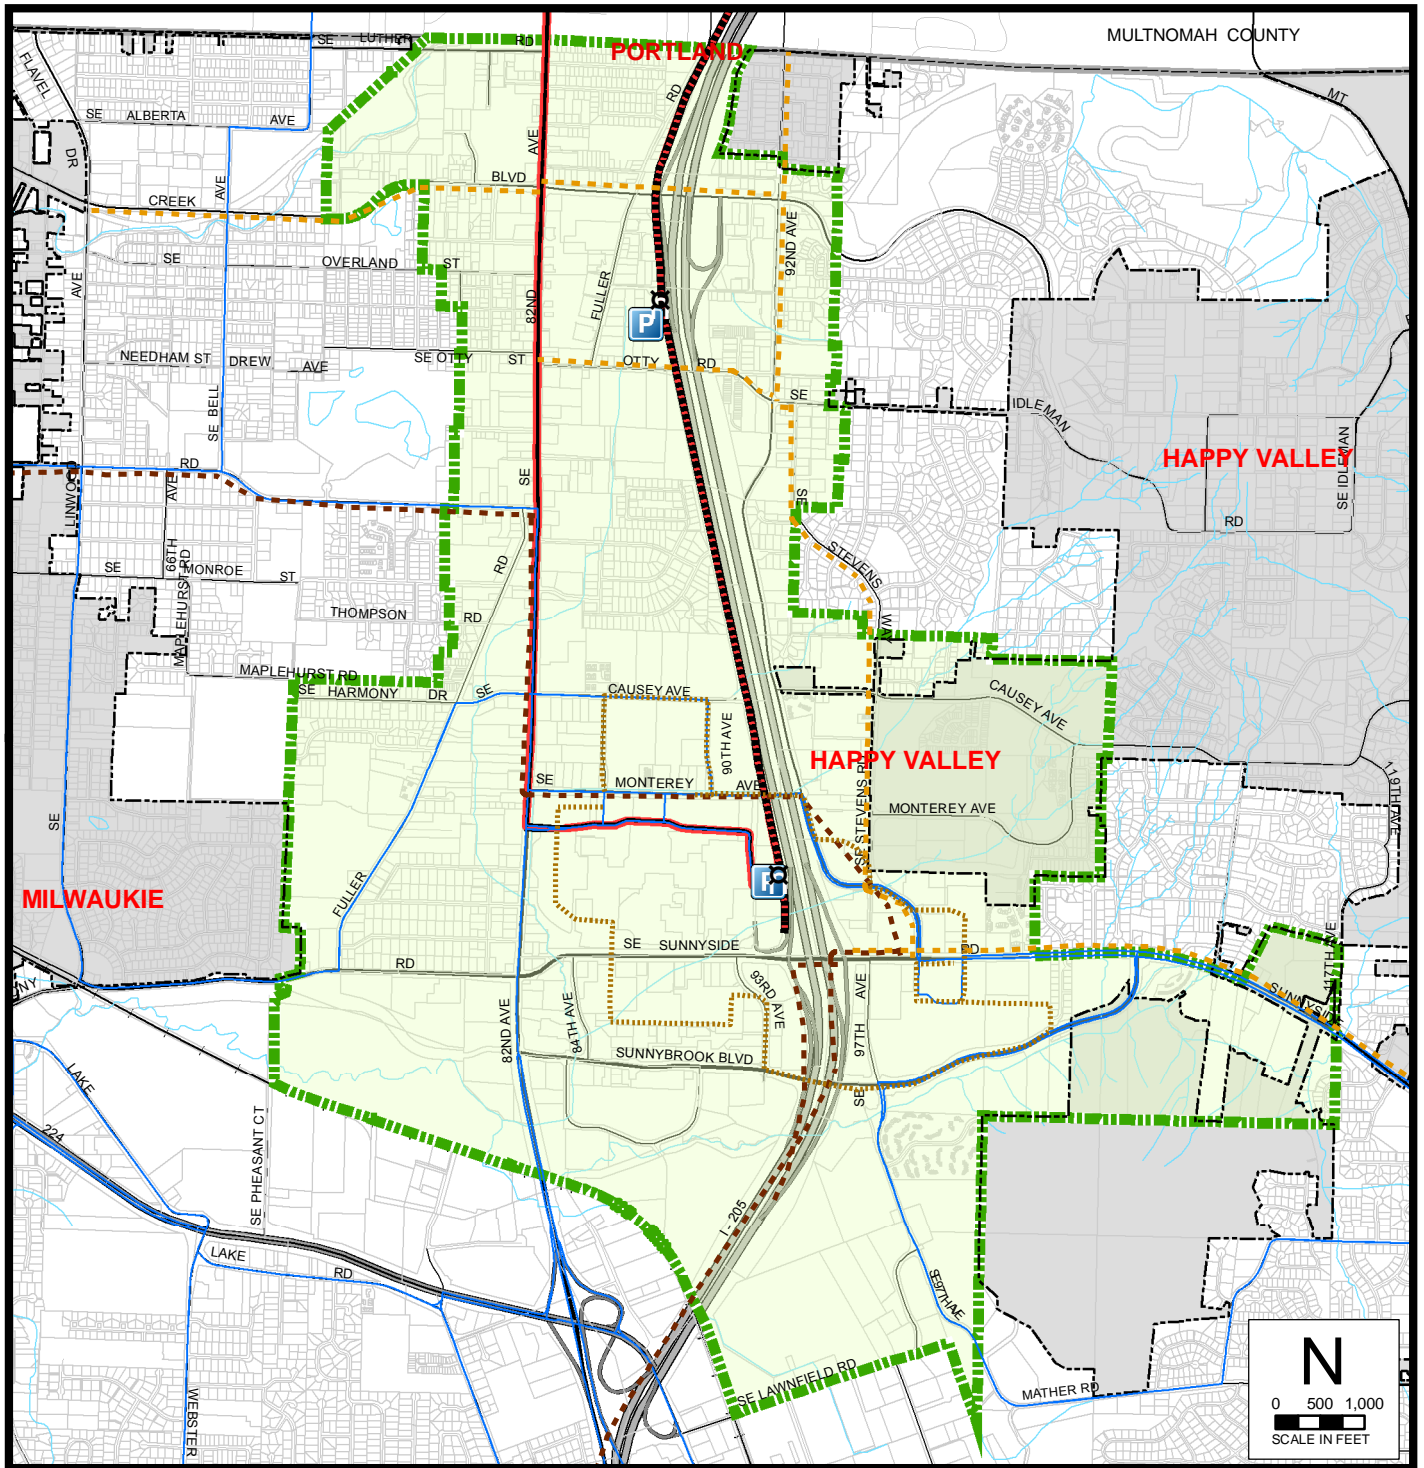 SE LUTHER RD
PORTLAND
MULTNOMAH COUNTY
FLAVEL
DR
SE ALBERTA AVE
AVE
RD
MT
CREEK
AVE
BLVD
92ND AVE
SE OVERLAND ST
AVE
82ND
FULLER
P
NEEDHAM ST
DREW AVE
SE OTTY ST
OTTY RD
SE
IDLEMAN
SE BELL
HAPPY VALLEY
SE IDLEMAN
RD
LINWOOD
RD
AVE
SE
SE
RD
66TH
SE MONROE ST
RD
STEVENS
WAY
THOMPSON
RD
MAPLEHURST RD
MAPLEHURST RD
SE HARMONY DR
SE
CAUSEY AVE
CAUSEY AVE
90TH AVE
HAPPY VALLEY
SE MONTEREY AVE
SE STEVENS RD
MONTEREY AVE
119TH AVE
SE
MILWAUKIE
FULLER
SE SUNNYSIDE
RD
RD
117TH AVE
SUNNYSIDE
93RD AVE
84TH AVE
82ND AVE
97TH AVE
SE
SUNNYBROOK BLVD
LAKE
224
SE PHEASANT CT
LAKE RD
I - 205
SE 97TH AVE
SE LAWNFIELD RD
MATHER RD
WEBSTER
N
0 500 1,000
SCALE IN FEET